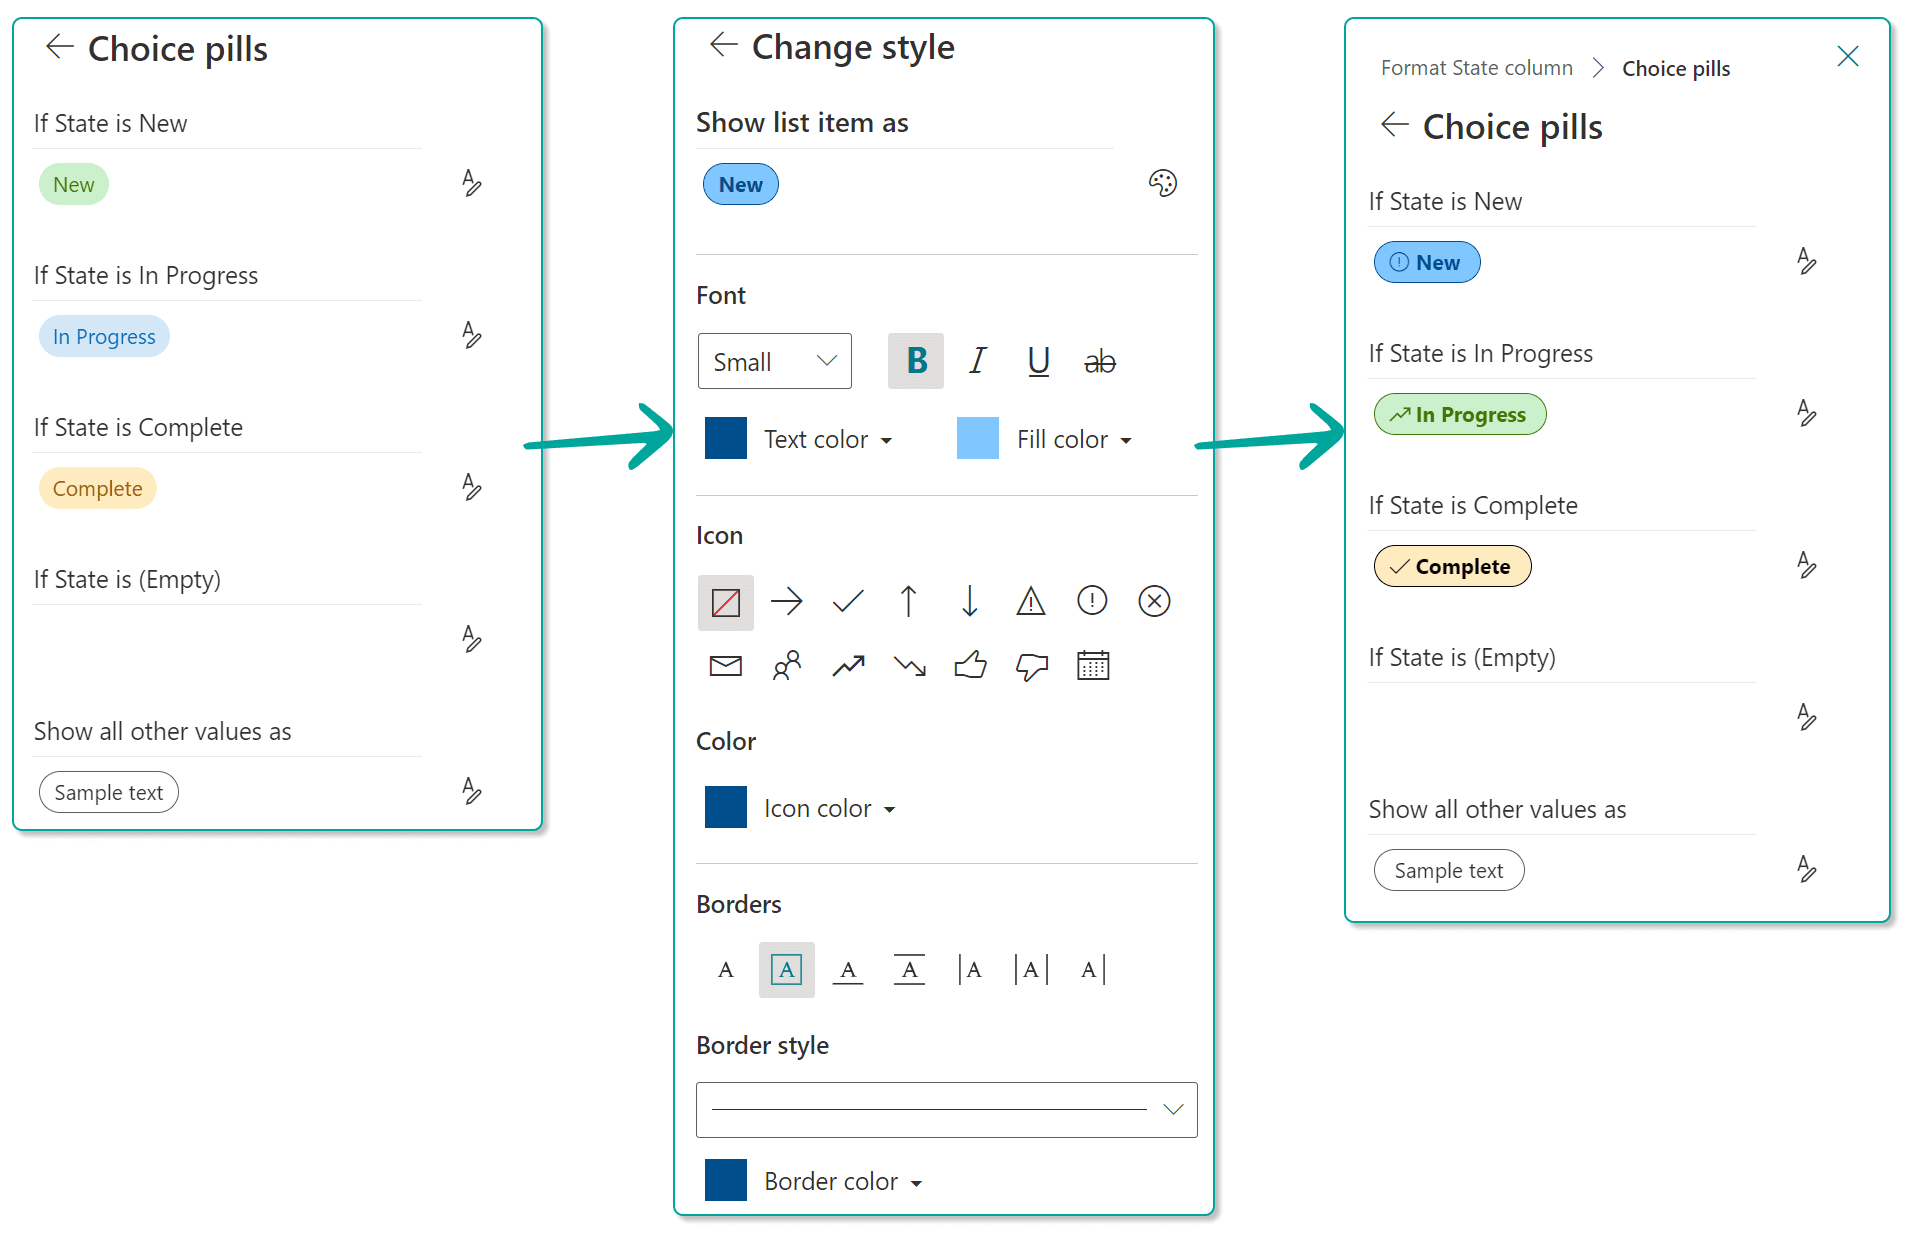 Choice pills
If State is New
New
If State is In Progress
In Progress
If State is Complete
Complete
If State is (Empty)
Show all other values as
Sample text
Change style
Show list item as
New
Font
Small
B I U ab
Text color
Fill color
Icon
Color
Icon color
Borders
A A A A A A A
Border style
Border color
Format State column > Choice pills
Choice pills
If State is New
New
If State is In Progress
In Progress
If State is Complete
Complete
If State is (Empty)
Show all other values as
Sample text